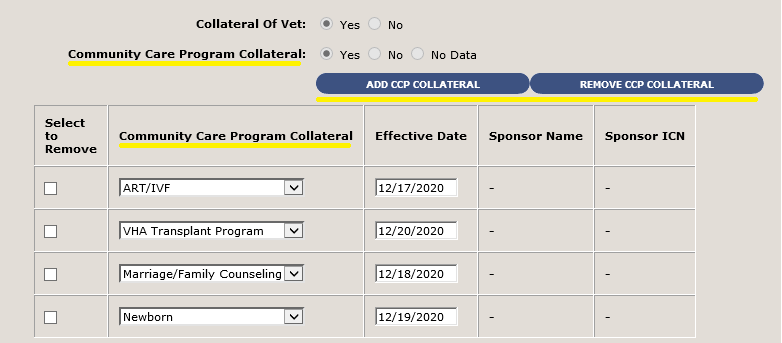 Collateral Of Vet: Yes No
Community Care Program Collateral: Yes No No Data
ADD CCP COLLATERAL REMOVE CCP COLLATERAL
Select to Remove Community Care Program Collateral Effective Date Sponsor Name Sponsor ICN
ART/IVF 12/17/2020 - -
VHA Transplant Program 12/20/2020 - -
Marriage/Family Counseling 12/18/2020 - -
Newborn 12/19/2020 - -